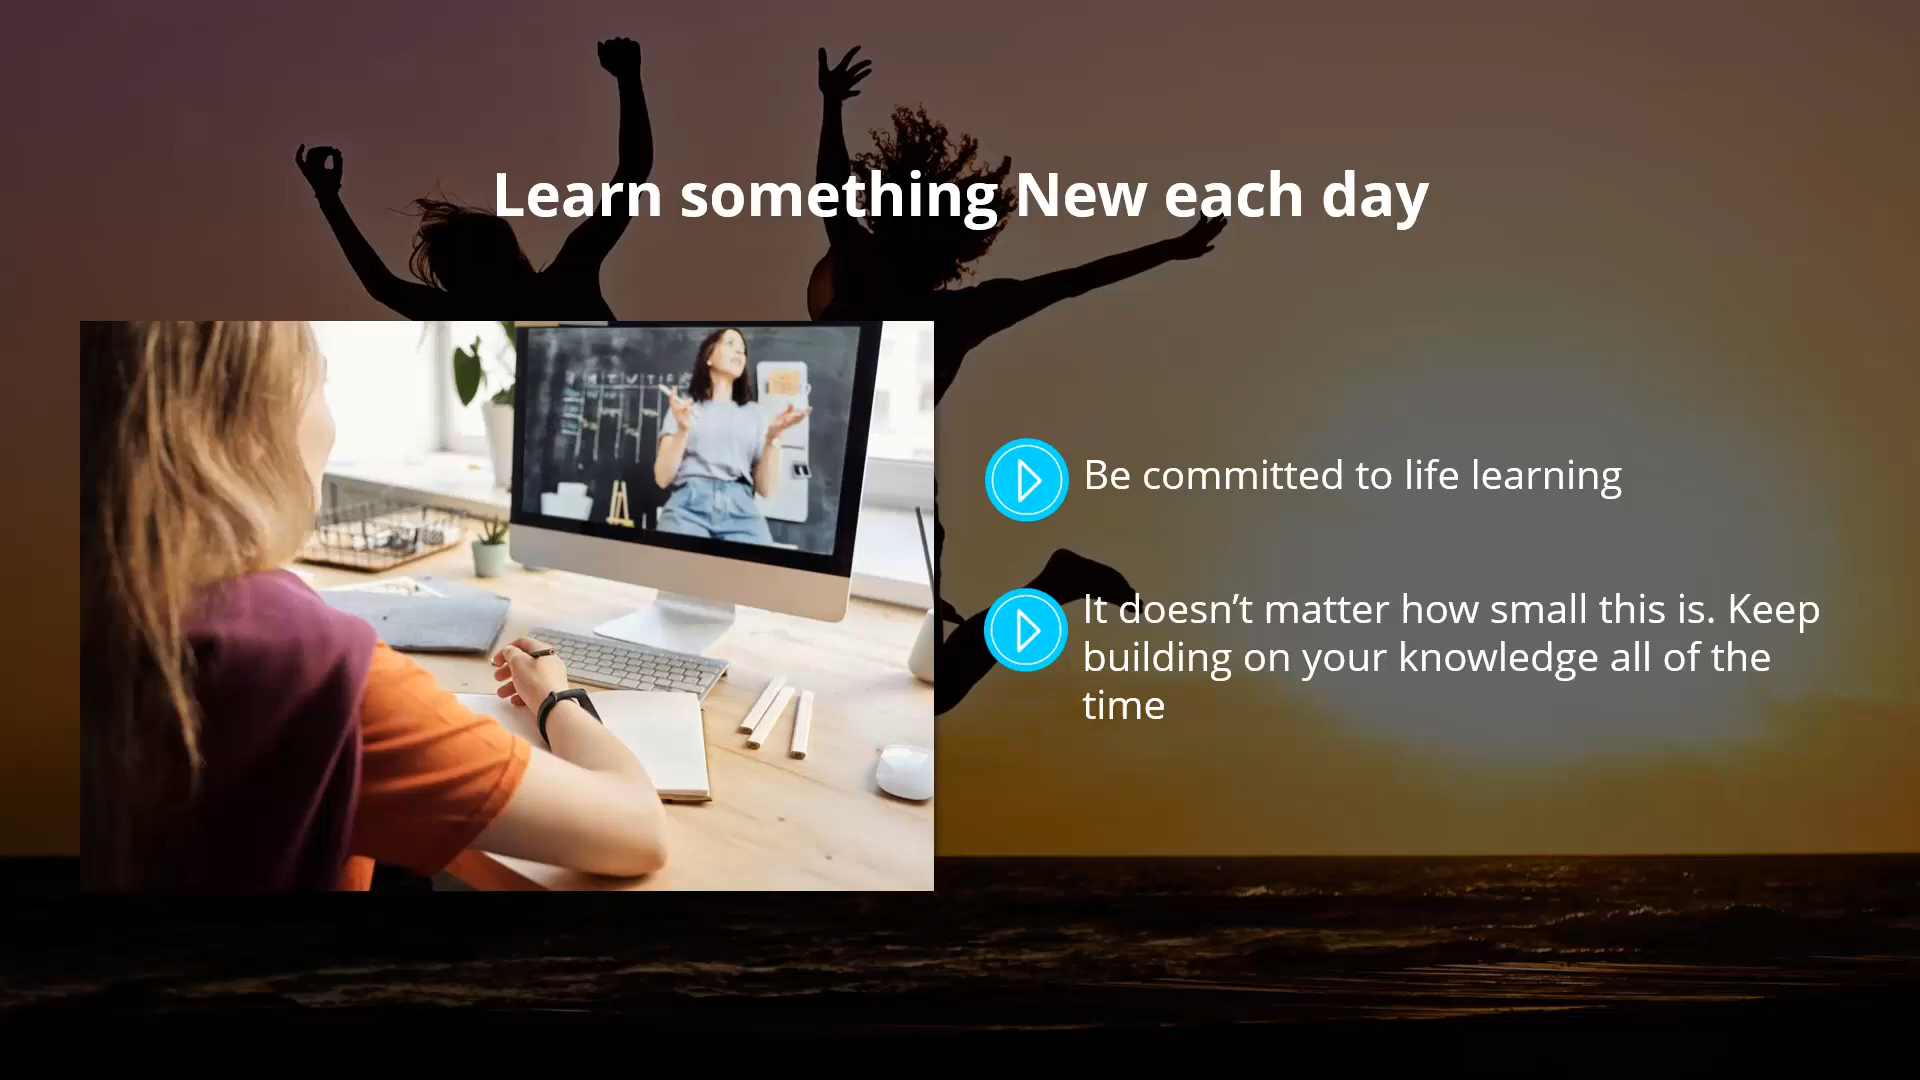 Learn something New each day
Be committed to life learning
It doesn’t matter how small this is. Keep
building on your knowledge all of the
time